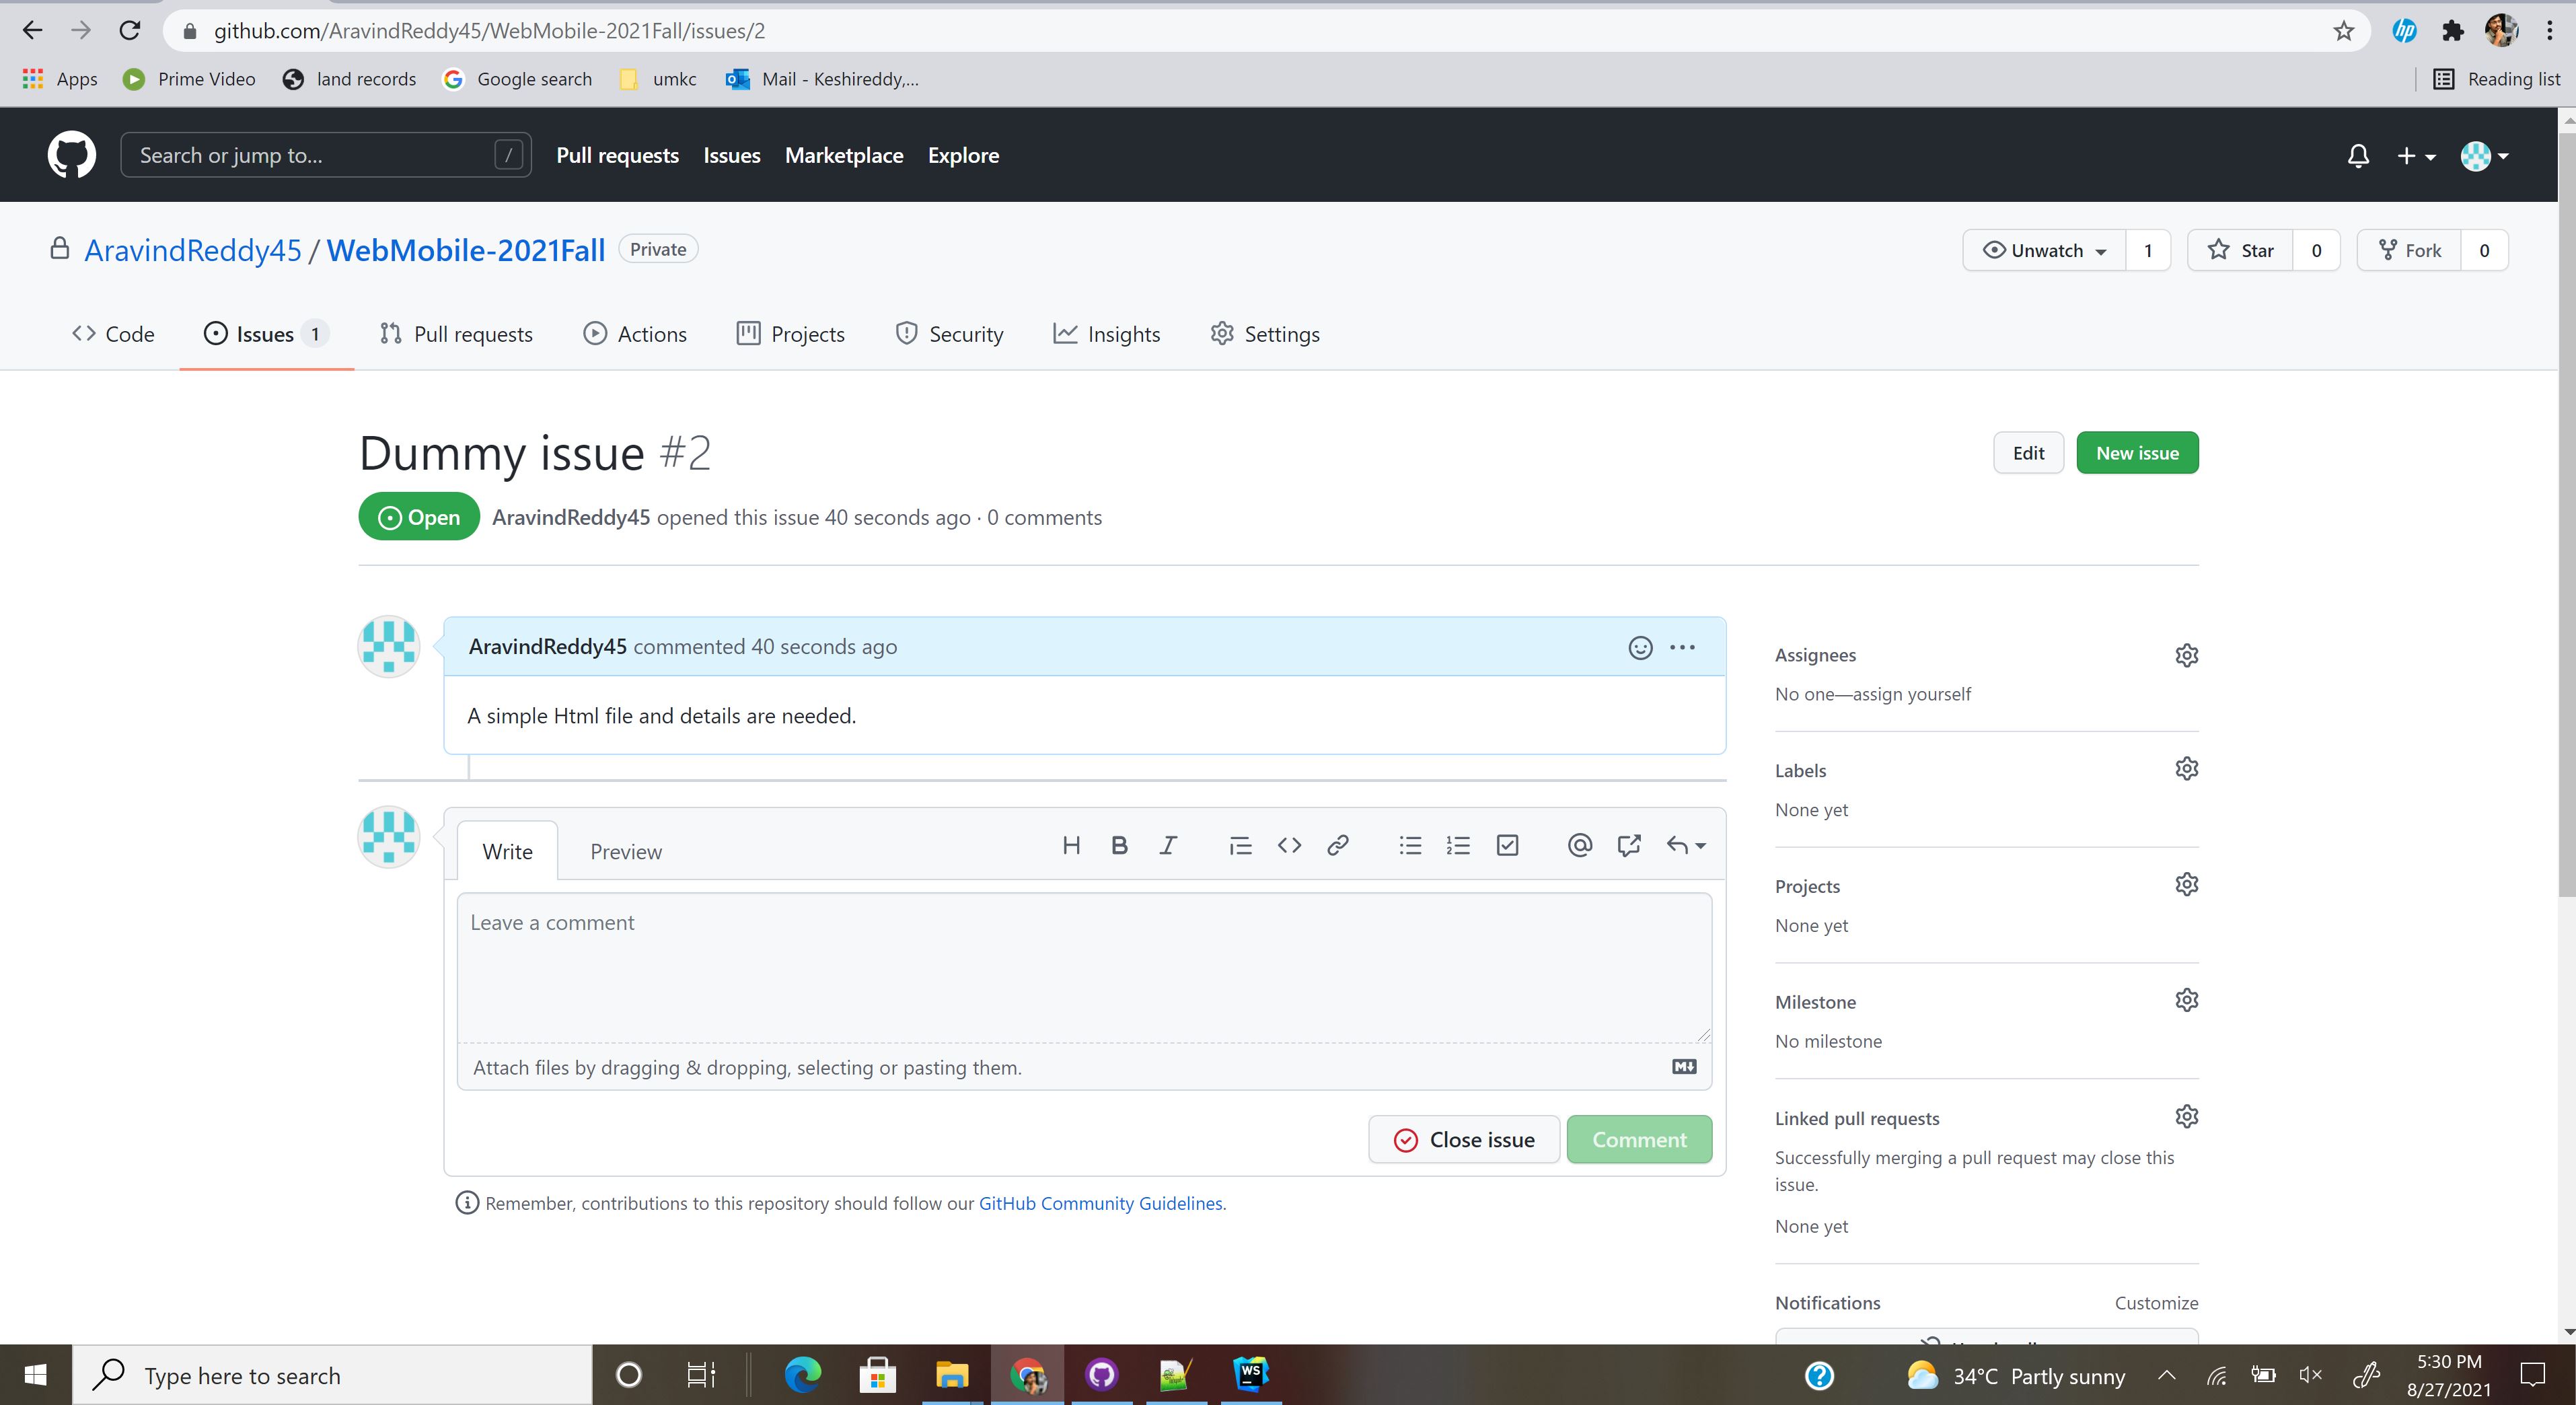 github.com/AravindReddy45/WebMobile-2021Fall/issues/2
Apps Prime Video land records Google search umkc Mail - Keshireddy,... Reading list
Search or jump to... / Pull requests Issues Marketplace Explore
AravindReddy45 / WebMobile-2021Fall Private Unwatch 1 Star 0 Fork 0
Code Issues 1 Pull requests Actions Projects Security Insights Settings
Dummy issue #2 Edit New issue
Open AravindReddy45 opened this issue 40 seconds ago · 0 comments
AravindReddy45 commented 40 seconds ago
A simple Html file and details are needed.
Write Preview
Leave a comment
Attach files by dragging & dropping, selecting or pasting them.
Close issue Comment
Remember, contributions to this repository should follow our GitHub Community Guidelines.
Assignees
No one—assign yourself
Labels
None yet
Projects
None yet
Milestone
No milestone
Linked pull requests
Successfully merging a pull request may close this
issue.
None yet
Notifications Customize
Type here to search
34°C Partly sunny
5:30 PM
8/27/2021